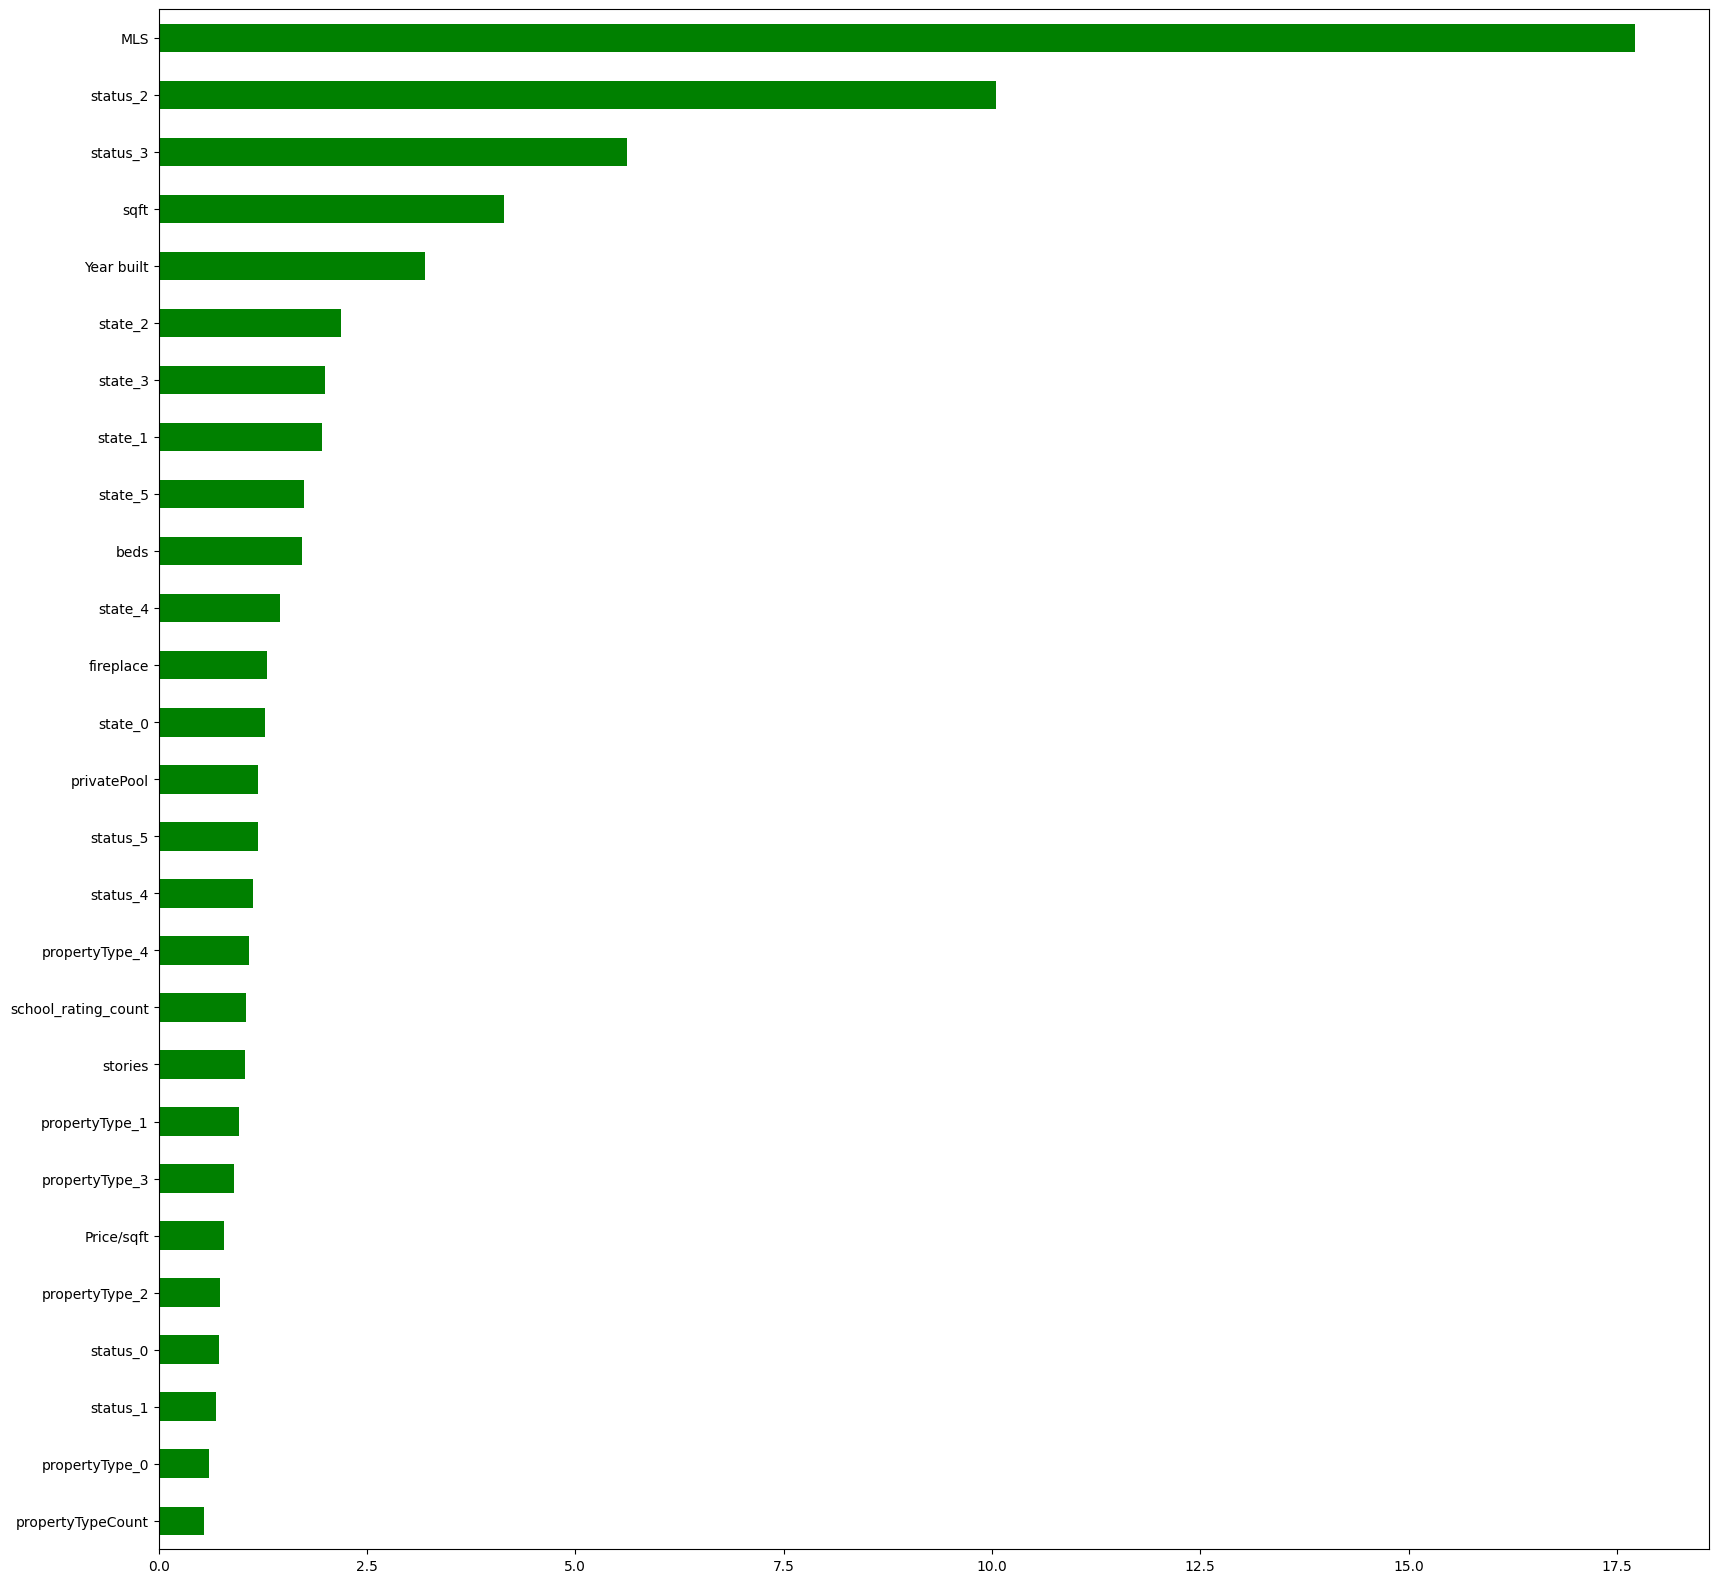 MLS
status_2
status_3
sqft
Year built
state_2
state_3
state_1
state_5
beds
state_4
fireplace
state_0
privatePool
status_5
status_4
propertyType_4
school_rating_count
stories
propertyType_1
propertyType_3
Price/sqft
propertyType_2
status_0
status_1
propertyType_0
propertyTypeCount
0.0 2.5 5.0 7.5 10.0 12.5 15.0 17.5